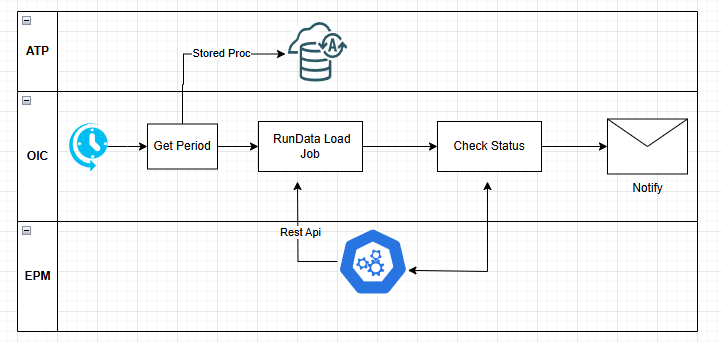 ATP
Stored Proc
A
OIC
Get Period
RunData Load
Job
Check Status
Notify
Rest Api
EPM